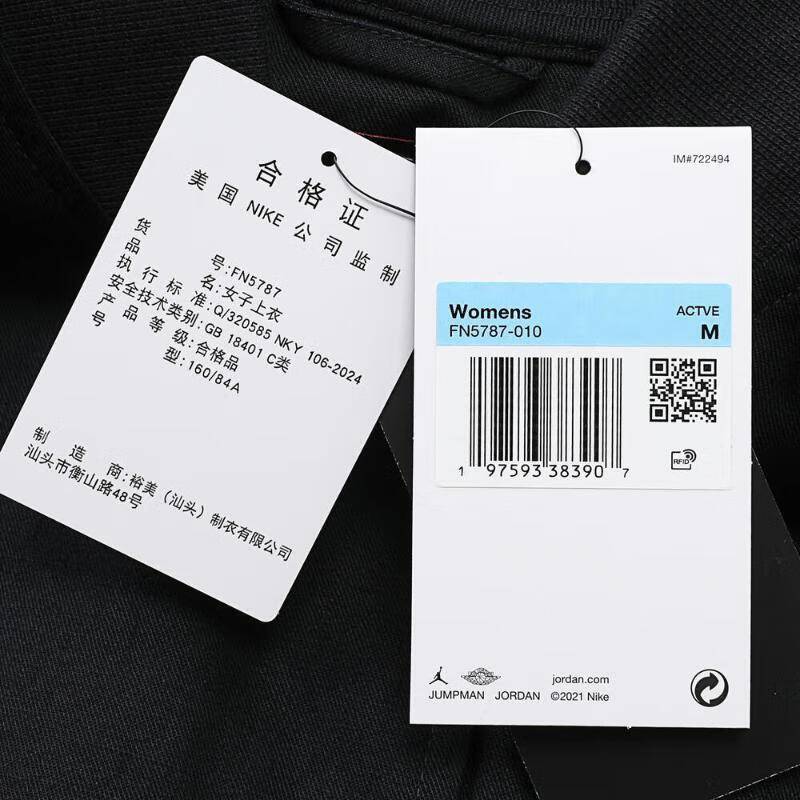 合格证
美国 NIKE 公司监制
货号:FN5787
品名:女子上衣
执行标准:Q/320585 NKY 106-2024
安全技术类别:GB 18401 C类
产品等级:合格品
号型:160/84A
制造商:裕美（汕头）制衣有限公司
汕头市衡山路48号
IM#722494
Womens
ACTVE
FN5787-010
M
1 97593 38390 7
RFID
jordan.com
JUMPMAN JORDAN ©2021 Nike